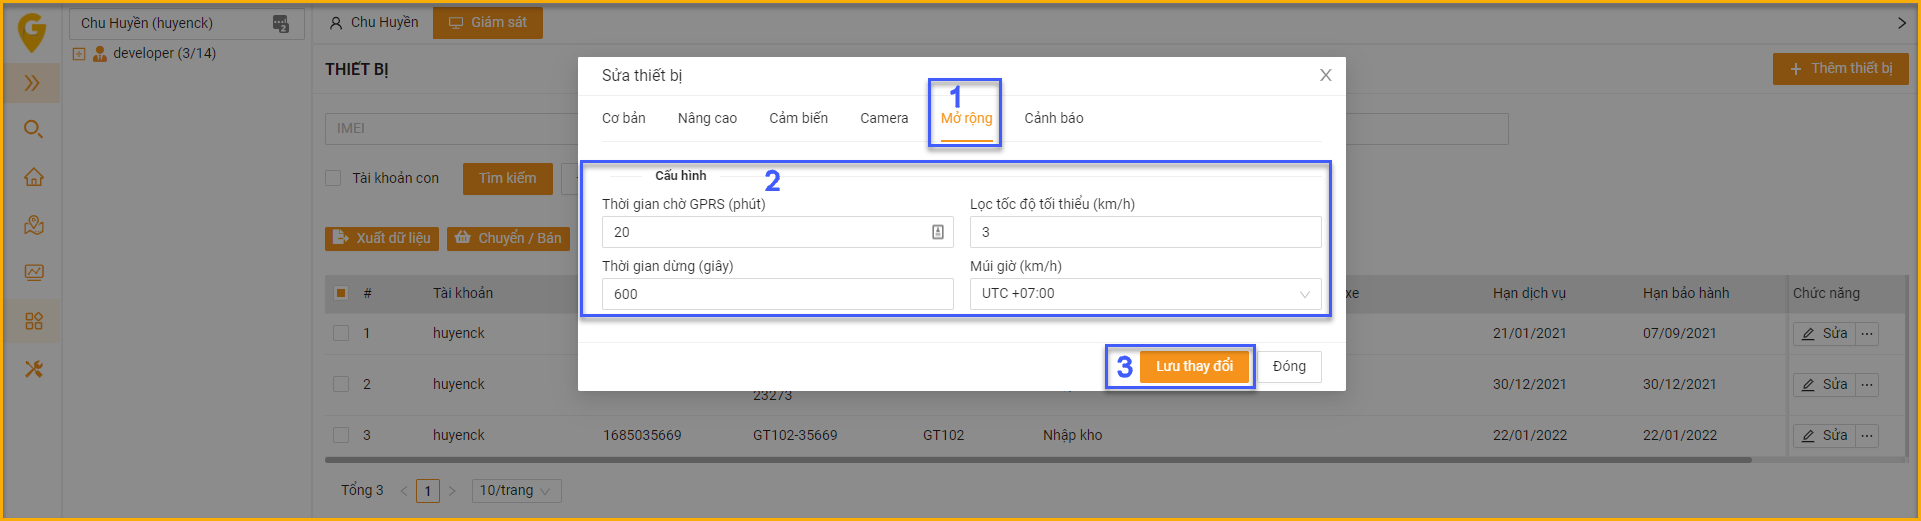 Chu Huyền (huyenck)
2
Chu Huyền
Giám sát
developer (3/14)
THIẾT BỊ
Thêm thiết bị
IMEI
Tài khoản con
Tìm kiếm
Xuất dữ liệu
Chuyển / Bán
Sửa thiết bị
1
Cơ bản
Nâng cao
Cảm biến
Camera
Mở rộng
Cảnh báo
Cấu hình
2
Thời gian chờ GPRS (phút)
Lọc tốc độ tối thiểu (km/h)
20
3
Thời gian dừng (giây)
Múi giờ (km/h)
600
UTC +07:00
3
Lưu thay đổi
Đóng
#
Tài khoản
xe
Hạn dịch vụ
Hạn bảo hành
Chức năng
1
huyenck
21/01/2021
07/09/2021
Sửa
2
huyenck
23273
30/12/2021
30/12/2021
Sửa
3
huyenck
1685035669
GT102-35669
GT102
Nhập kho
22/01/2022
22/01/2022
Sửa
Tổng 3
1
10/trang